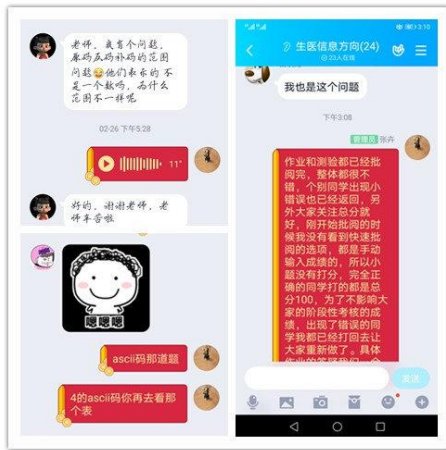 老师，我有个问题，
原码反码补码的范围
问题😅他们表示的不
是一个数吗，为什么
范围不一样呢
02-26 下午5:28
11"
好的，谢谢老师，老
师辛苦啦
嗯嗯嗯
ascii码那道题
4的ascii码你再去看那
个表
3:10
生医信息方向(24)
23人在线
我也是这个问题
下午3:08
管理员 张卉
作业和测验都已经批
阅完，整体都很不
错，个别同学出现小
错误也已经返回，另
外大家关注总分就
好，刚开始批阅的时
候我没有看到快速批
阅的选项，都是手动
输入成绩的，所以小
题没有打分，完全正
确的同学打的都是总
分100，为了不影响大
家的阶段性考核的成
绩，出现了错误的同
学我都已经打回去让
大家重新做了。具体
发送